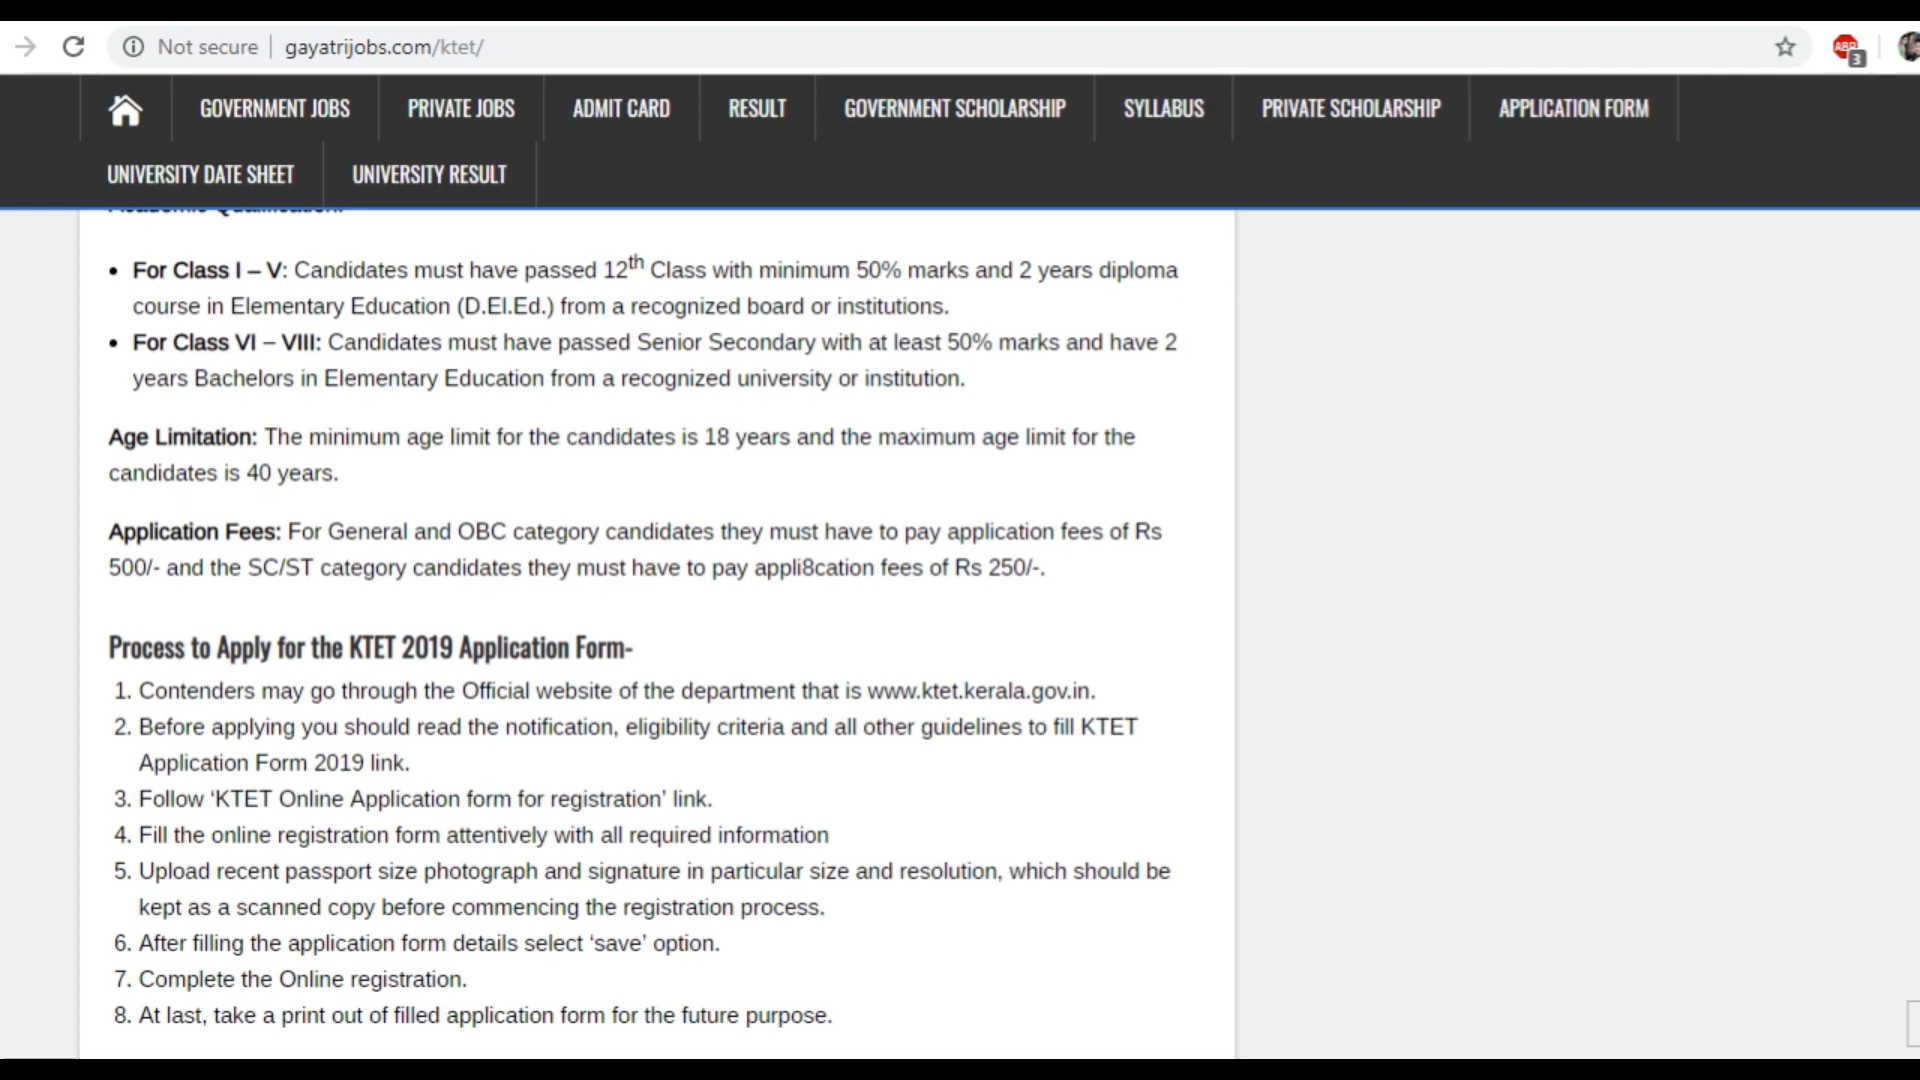 Not secure gayatrijobs.com/ktet/
ABP
3
GOVERNMENT JOBS PRIVATE JOBS ADMIT CARD RESULT GOVERNMENT SCHOLARSHIP SYLLABUS PRIVATE SCHOLARSHIP APPLICATION FORM
UNIVERSITY DATE SHEET UNIVERSITY RESULT
Academic Qualification:
• For Class I – V: Candidates must have passed 12th Class with minimum 50% marks and 2 years diploma
course in Elementary Education (D.El.Ed.) from a recognized board or institutions.
• For Class VI – VIII: Candidates must have passed Senior Secondary with at least 50% marks and have 2
years Bachelors in Elementary Education from a recognized university or institution.
Age Limitation: The minimum age limit for the candidates is 18 years and the maximum age limit for the
candidates is 40 years.
Application Fees: For General and OBC category candidates they must have to pay application fees of Rs
500/- and the SC/ST category candidates they must have to pay appli8cation fees of Rs 250/-.
Process to Apply for the KTET 2019 Application Form-
1. Contenders may go through the Official website of the department that is www.ktet.kerala.gov.in.
2. Before applying you should read the notification, eligibility criteria and all other guidelines to fill KTET
Application Form 2019 link.
3. Follow ‘KTET Online Application form for registration’ link.
4. Fill the online registration form attentively with all required information
5. Upload recent passport size photograph and signature in particular size and resolution, which should be
kept as a scanned copy before commencing the registration process.
6. After filling the application form details select ‘save’ option.
7. Complete the Online registration.
8. At last, take a print out of filled application form for the future purpose.